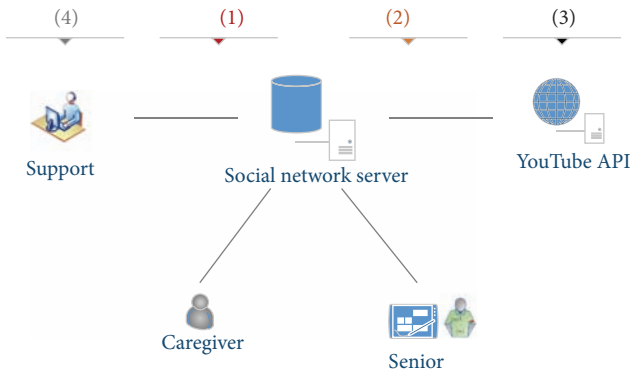 (4)
(1)
(2)
(3)
Support
Social network server
YouTube API
Caregiver
Senior